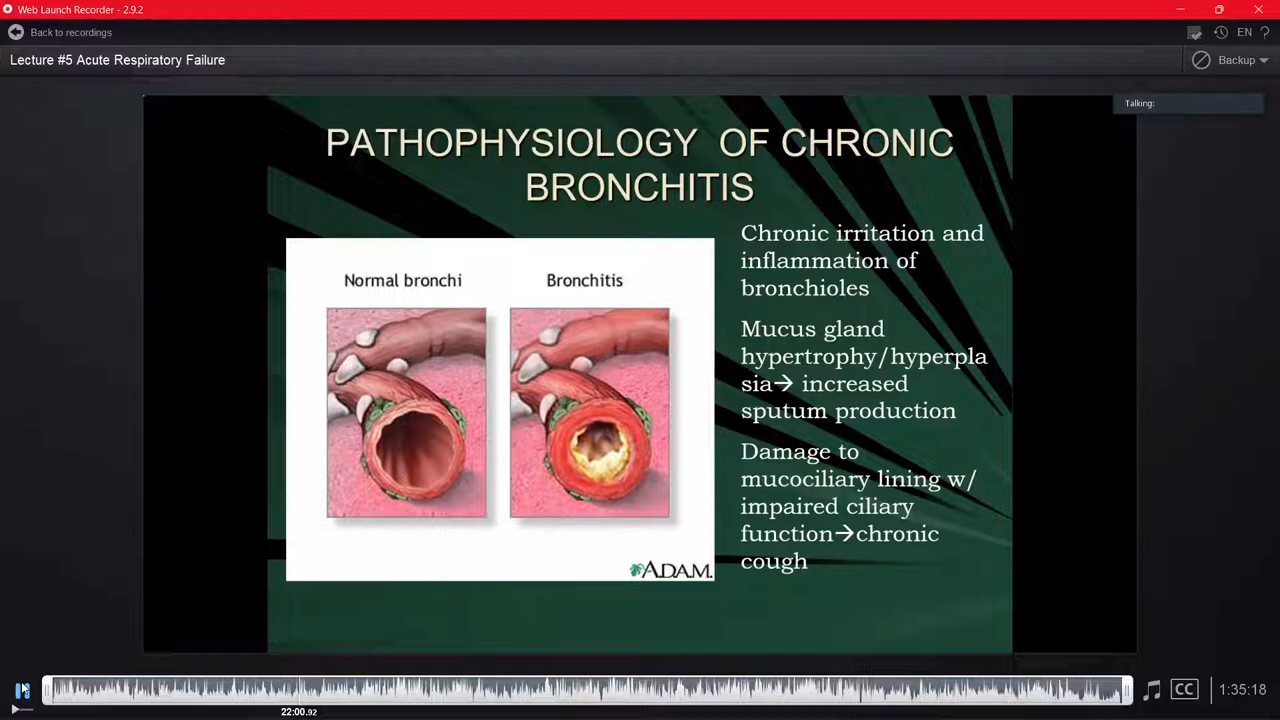 Web Launch Recorder - 2.9.2
Back to recordings
EN ?
Lecture #5 Acute Respiratory Failure
Backup
Talking:
PATHOPHYSIOLOGY OF CHRONIC
BRONCHITIS
Normal bronchi
Bronchitis
A.D.A.M.
Chronic irritation and
inflammation of
bronchioles
Mucus gland
hypertrophy/hyperpla
sia→ increased
sputum production
Damage to
mucociliary lining w/
impaired ciliary
function→chronic
cough
CC
1:35:18
22:00.92